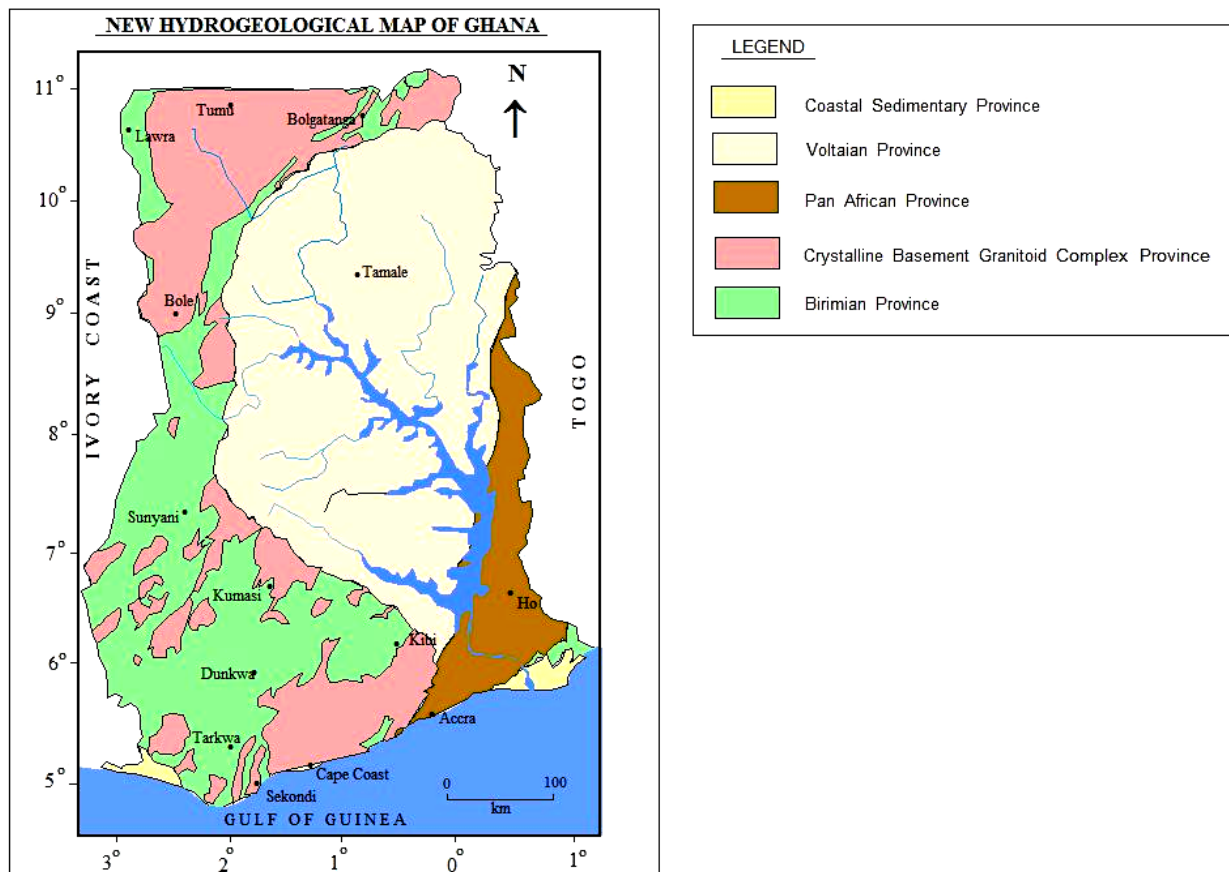 NEW HYDROGEOLOGICAL MAP OF GHANA
N
11°
10°
9°
8°
7°
6°
5°
Tumu
Bolgatanga
Lawra
Tamale
Bole
IVORY COAST
TOGO
Sunyani
Kumasi
Ho
Kibi
Dunkwa
Accra
Tarkwa
Cape Coast
Sekondi
0 100
km
GULF OF GUINEA
3° 2° 1° 0° 1°
LEGEND
Coastal Sedimentary Province
Voltaian Province
Pan African Province
Crystalline Basement Granitoid Complex Province
Birimian Province